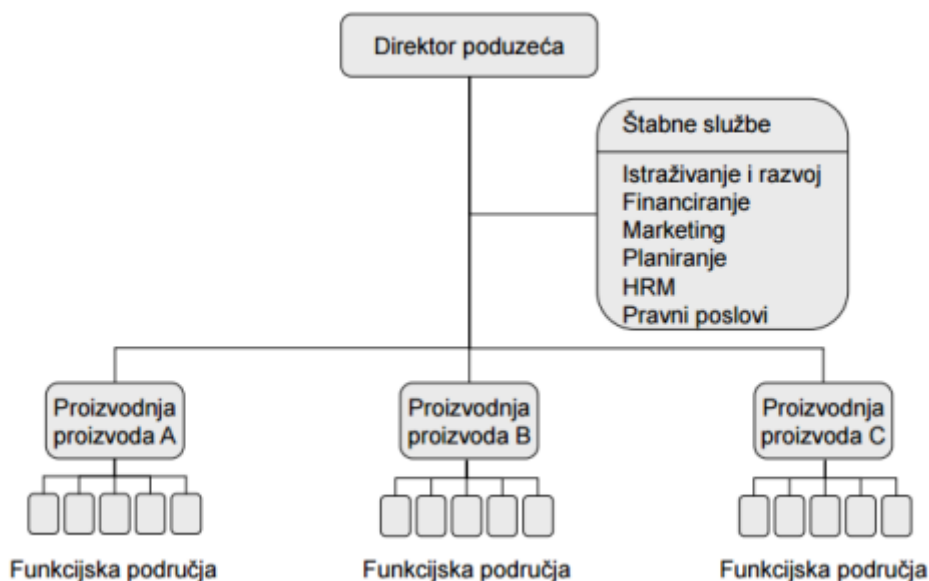 Direktor poduzeća
Štabne službe
Istraživanje i razvoj
Financiranje
Marketing
Planiranje
HRM
Pravni poslovi
Proizvodnja
proizvoda A
Proizvodnja
proizvoda B
Proizvodnja
proizvoda C
Funkcijska područja
Funkcijska područja
Funkcijska područja